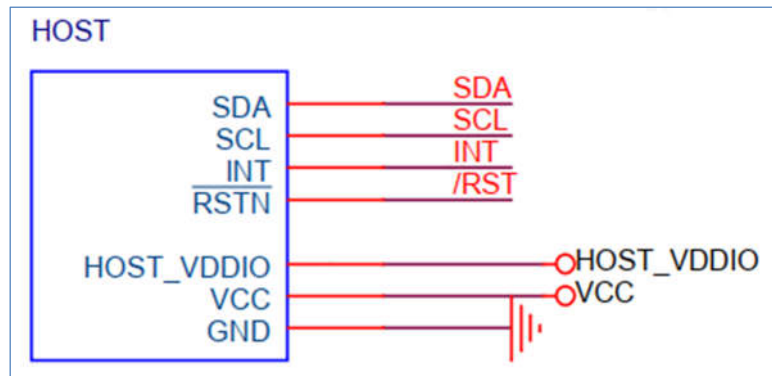 HOST
SDA SDA
SCL SCL
INT INT
RSTN /RST
HOST_VDDIO HOST_VDDIO
VCC VCC
GND